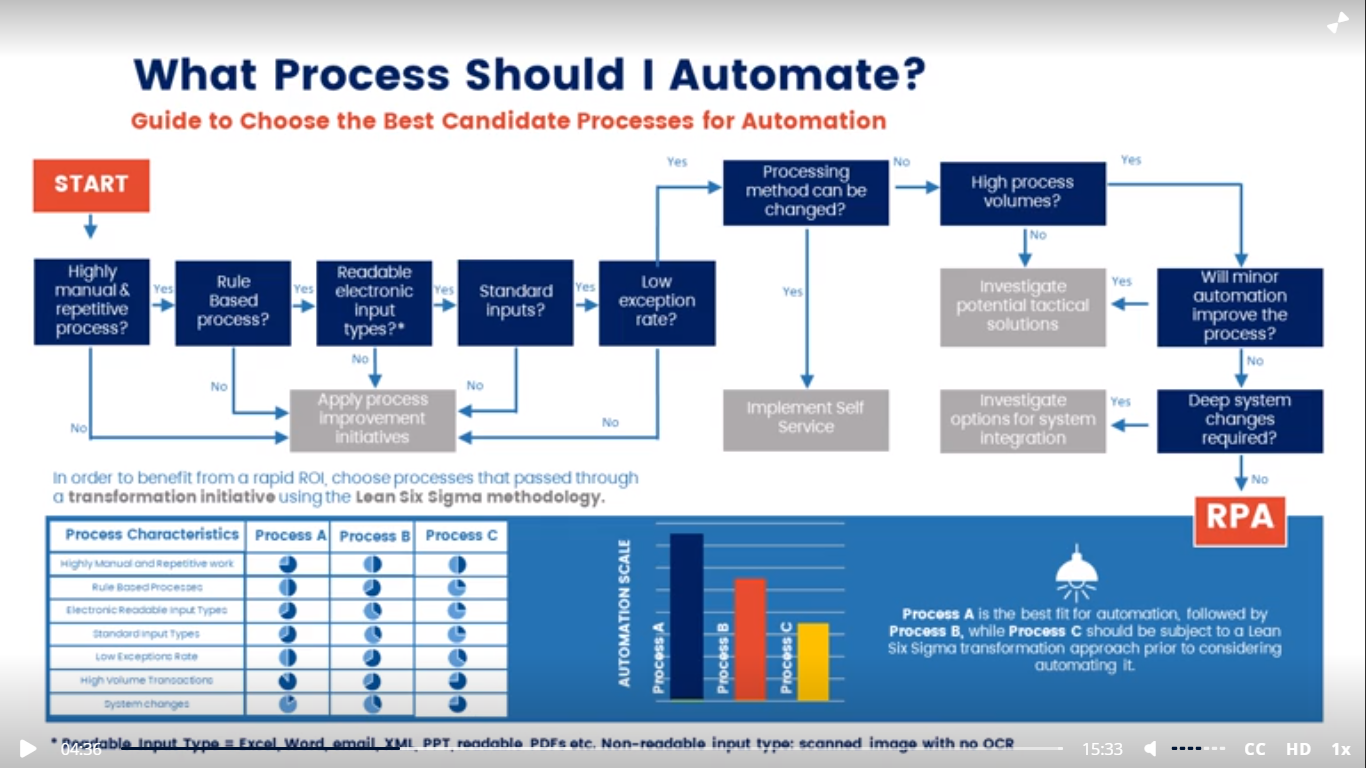 What Process Should I Automate?
Guide to Choose the Best Candidate Processes for Automation
START
Highly
manual &
repetitive
process?
Yes
Rule
Based
process?
Yes
Readable
electronic
input
types?*
Yes
Standard
inputs?
Yes
Low
exception
rate?
Yes
Processing
method can be
changed?
No
High process
volumes?
Yes
No
No
No
No
No
Apply process
improvement
initiatives
Yes
Implement Self
Service
No
Investigate
potential tactical
solutions
Yes
Will minor
automation
improve the
process?
No
Investigate
options for system
integration
Yes
Deep system
changes
required?
No
RPA
In order to benefit from a rapid ROI, choose processes that passed through
a transformation initiative using the Lean Six Sigma methodology.
Process Characteristics Process A Process B Process C
Highly Manual and Repetitive work
Rule Based Processes
Electronic Readable Input Types
Standard Input Types
Low Exceptions Rate
High Volume Transactions
System changes
AUTOMATION SCALE
Process A
Process B
Process C
Process A is the best fit for automation, followed by
Process B, while Process C should be subject to a Lean
Six Sigma transformation approach prior to considering
automating it.
* Readable Input Type = Excel, Word, email, XML, PPT, readable PDFs etc. Non-readable input type: scanned image with no OCR
04:36
15:33
CC
HD
1x